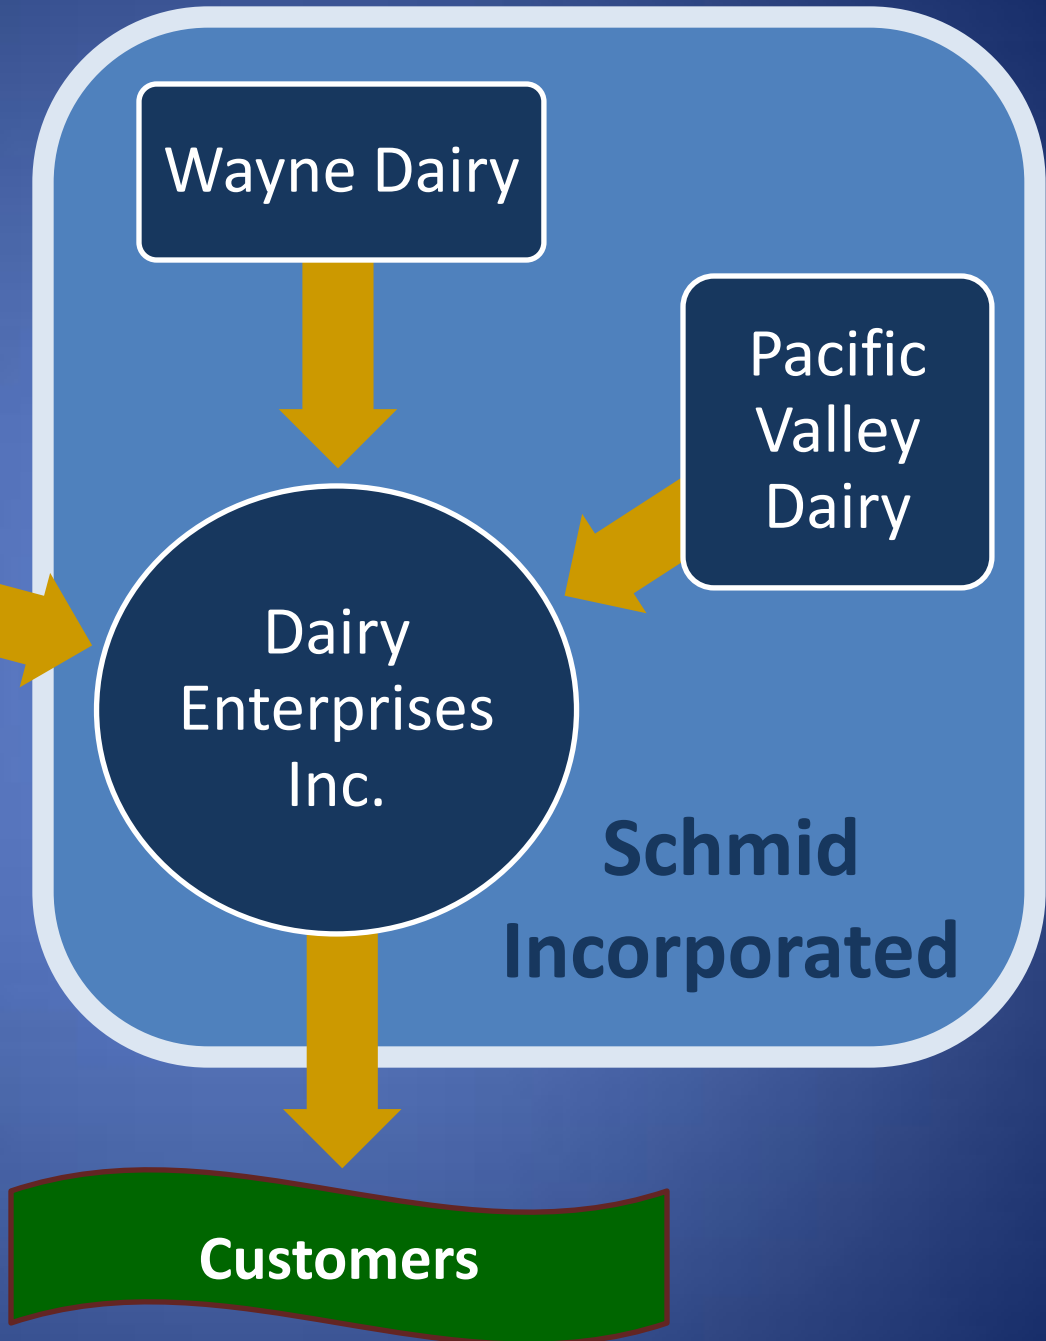 Wayne Dairy
Pacific
Valley
Dairy
Dairy
Enterprises
Inc.
Schmid
Incorporated
Customers